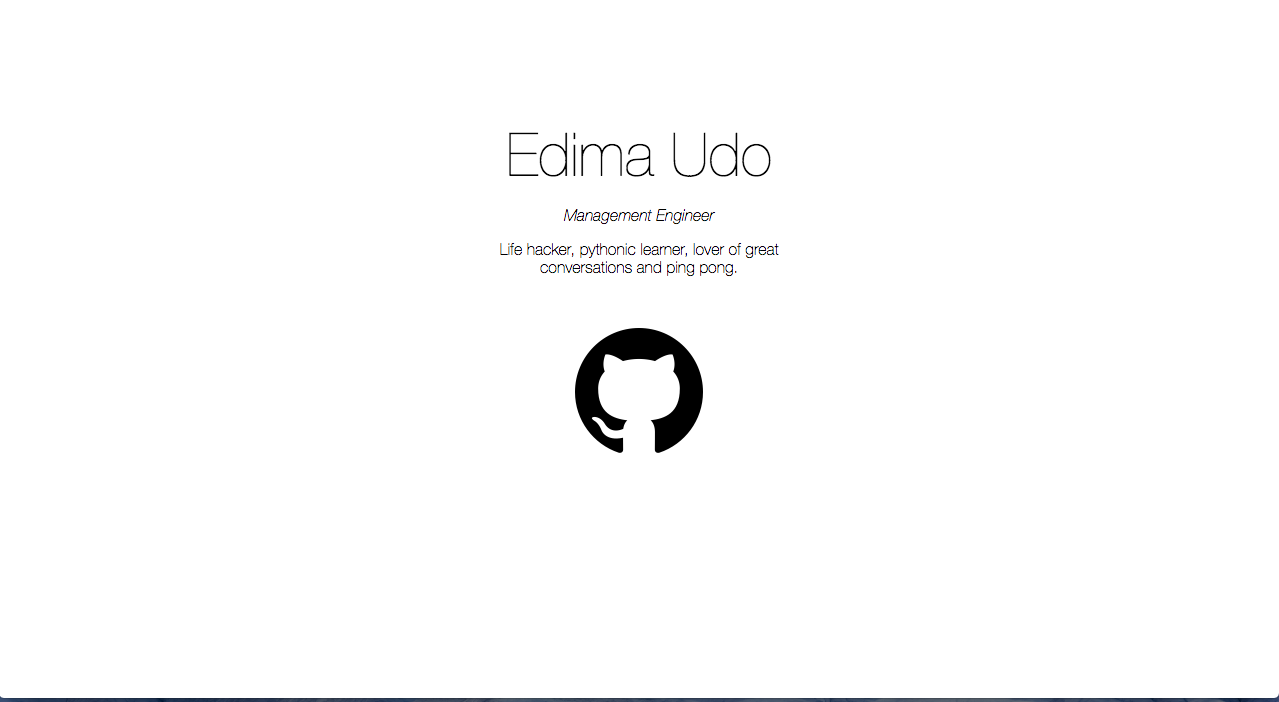 Edima Udo
Management Engineer
Life hacker, pythonic learner, lover of great
conversations and ping pong.